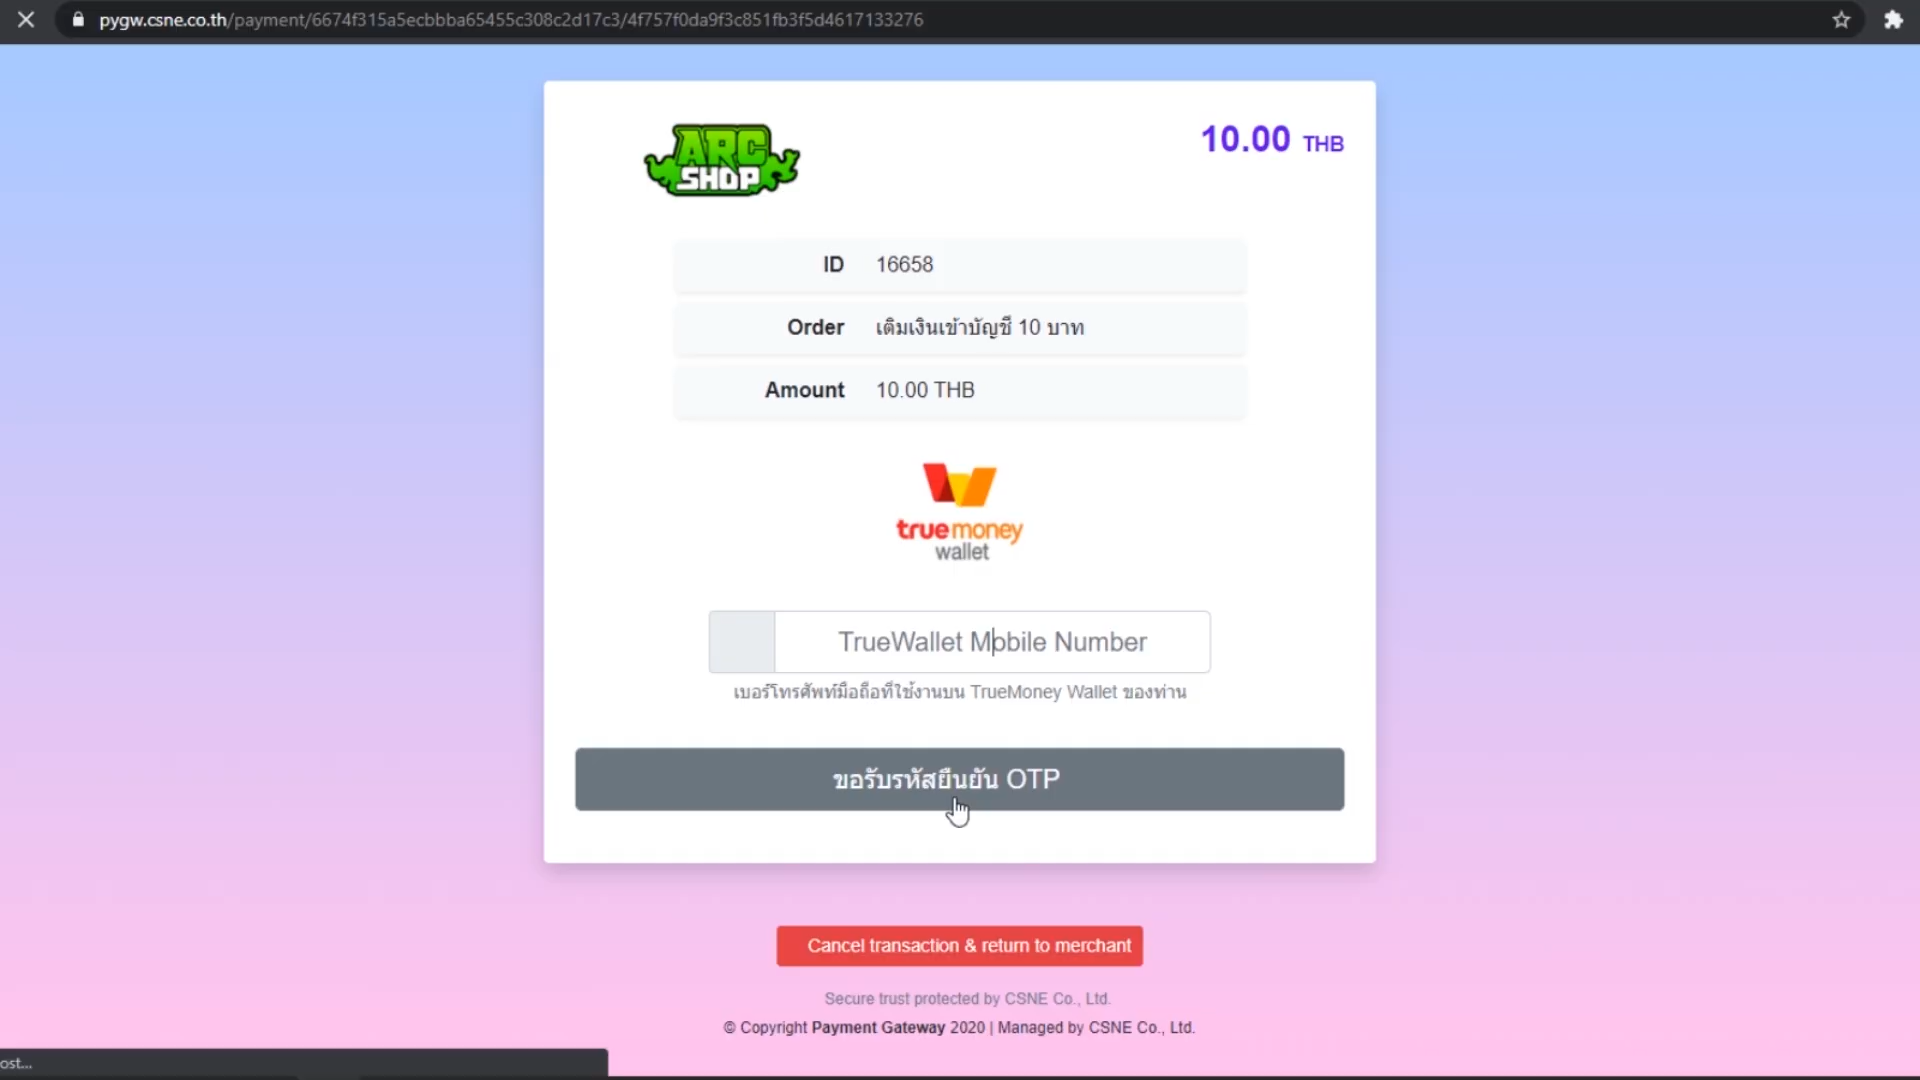 pygw.csne.co.th/payment/6674f315a5ecbbba65455c308c2d17c3/4f757f0da9f3c851fb3f5d4617133276
ARC
SHOP
10.00 THB
ID 16658
Order เติมเงินเข้าบัญชี 10 บาท
Amount 10.00 THB
truemoney
wallet
TrueWallet Mobile Number
เบอร์โทรศัพท์มือถือที่ใช้งานบน TrueMoney Wallet ของท่าน
ขอรับรหัสยืนยัน OTP
Cancel transaction & return to merchant
Secure trust protected by CSNE Co., Ltd.
© Copyright Payment Gateway 2020 | Managed by CSNE Co., Ltd.
ost...